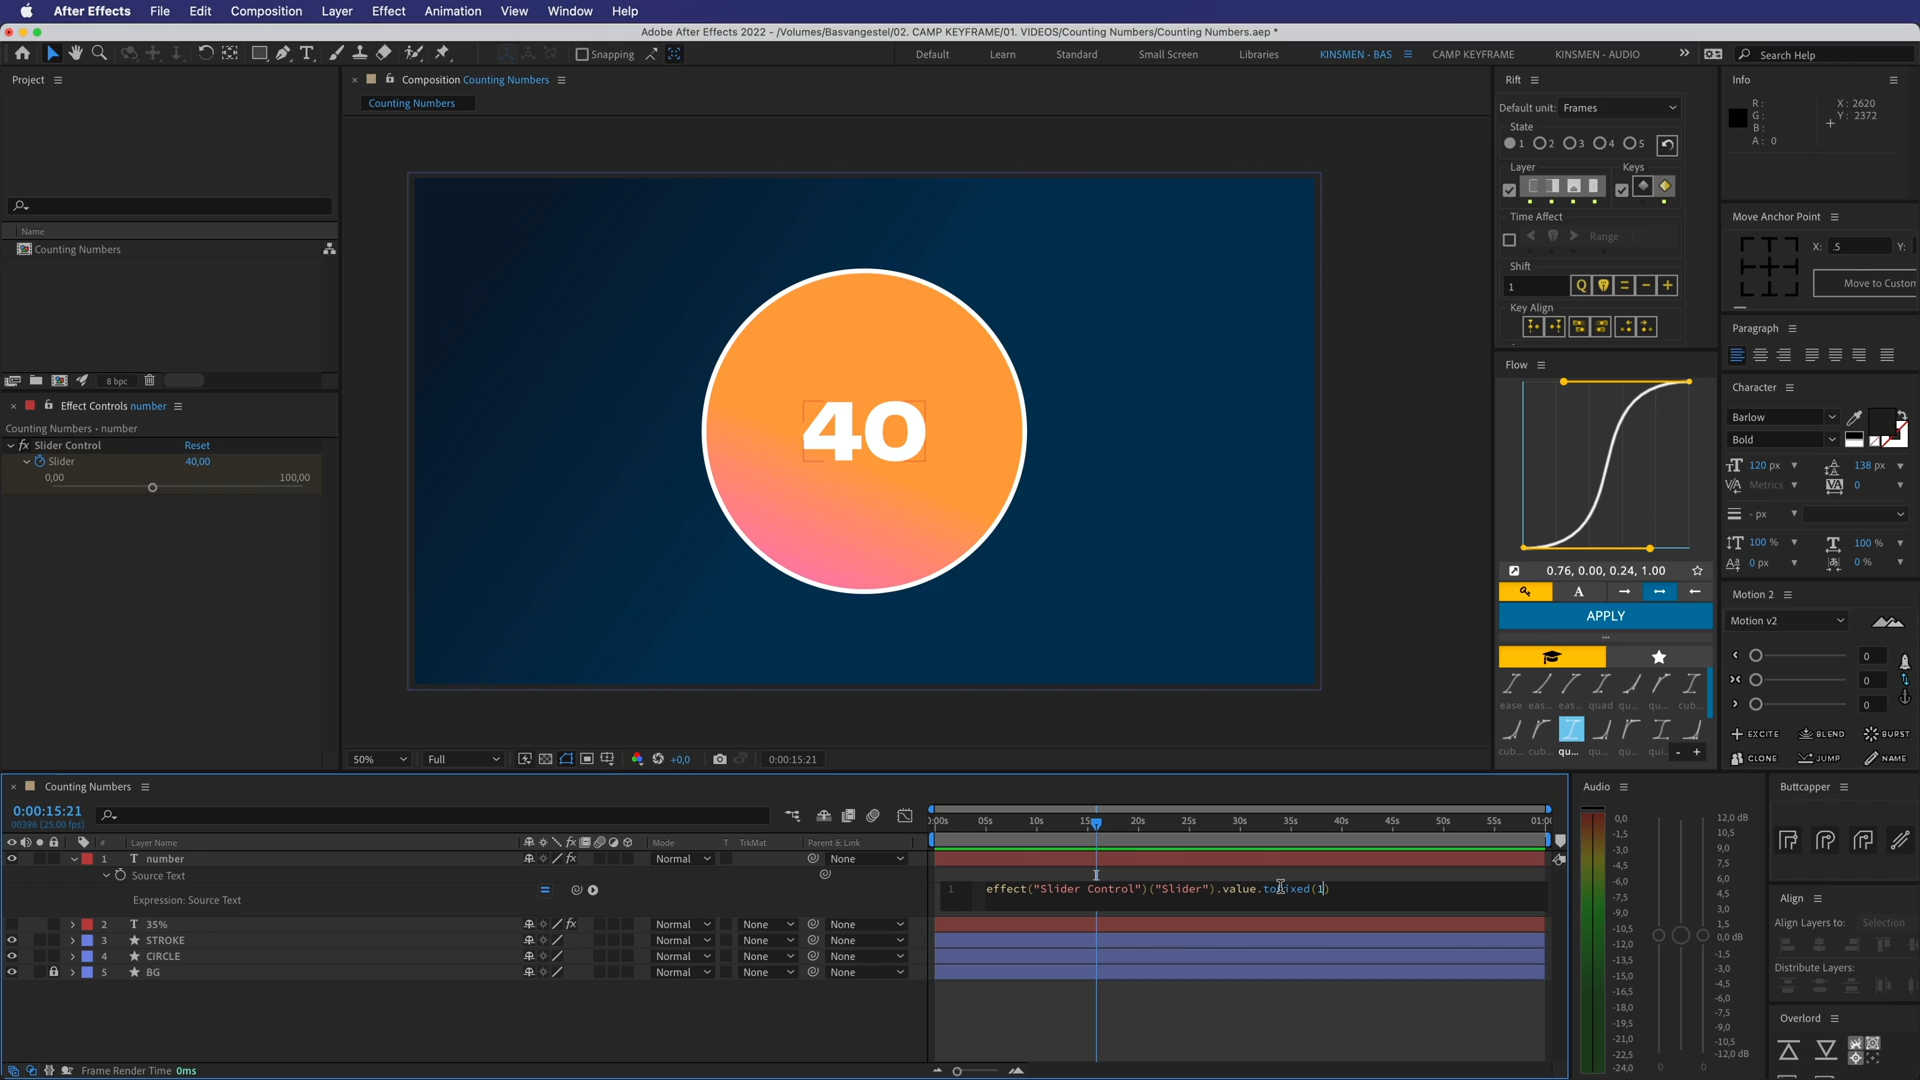 After Effects File Edit Composition Layer Effect Animation View Window Help
Adobe After Effects 2022 - /Volumes/Basvangestel/02. CAMP KEYFRAME/01. VIDEOS/Counting Numbers/Counting Numbers.aep *
Snapping Default Learn Standard Small Screen Libraries KINSMEN - BAS CAMP KEYFRAME KINSMEN - AUDIO Search Help
Project
Name
Counting Numbers
8 bpc
Effect Controls number
Counting Numbers • number
fx Slider Control Reset
Slider 40,00
0,00 100,00
Composition Counting Numbers
Counting Numbers
40
50% Full +0,0 0:00:15:21
Rift
Default unit: Frames
State
1 2 3 4 5
Layer Keys
Time Affect
Range
Shift
1 Q
Key Align
Flow
0.76, 0.00, 0.24, 1.00
A
APPLY
ease eas... eas... quad qu... qu... cub...
cub... cub... qu... qu... qu... qui...
Info
R: X: 2620
G: Y: 2372
B:
A: 0
Move Anchor Point
X: .5 Y:
Move to Custom
Paragraph
Character
Barlow
Bold
120 px 138 px
Metrics 0
- px
100 % 100 %
0 px 0 %
Motion 2
Motion v2
0
0
0
EXCITE BLEND BURST
CLONE JUMP NAME
Counting Numbers
0:00:15:21
00396 (25.00 fps)
05s 10s 20s 25s 30s 35s 40s 45s 50s 55s
# Layer Name Mode T TrkMat Parent & Link
1 T number Normal None
Source Text
1 effect("Slider Control")("Slider").value.toFixed(1)
Expression: Source Text
2 T 35% Normal None None
3 STROKE Normal None None
4 CIRCLE Normal None None
5 BG Normal None None
Frame Render Time 0ms
Audio
0,0
-1,5
-3,0
-4,5
-6,0
-7,5
-9,0
-10,5
-12,0
-13,5
-15,0
-16,5
-18,0
-19,5
-21,0
-22,5
-24,0
12,0 dB
10,5
9,0
7,5
6,0
4,5
3,0
1,5
0,0 dB
-1,5
-3,0
-4,5
-6,0
-7,5
-9,0
-10,5
-12,0 dB
0 0
Buttcapper
Align
Align Layers to: Selection
Distribute Layers:
Overlord